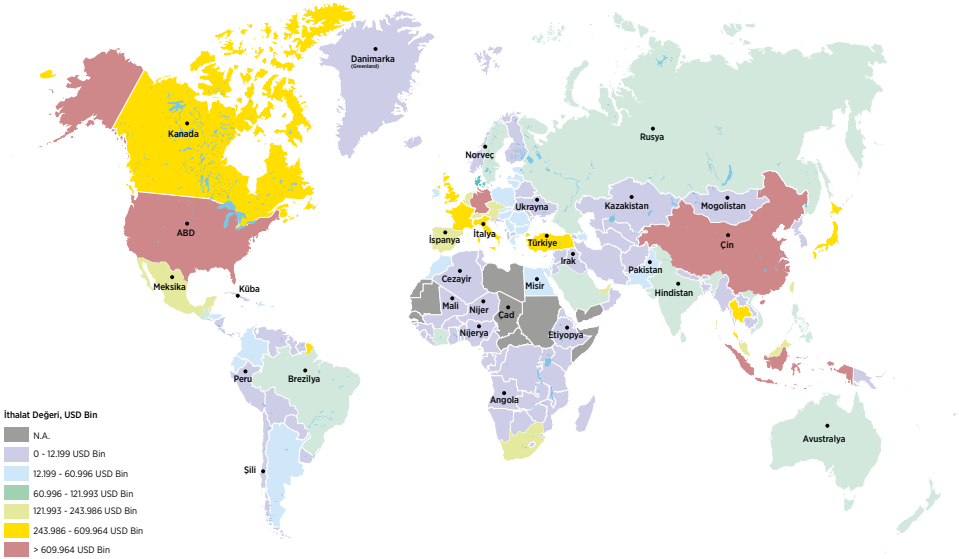 Danimarka
(Greenland)
Kanada
Rusya
Norveç
Ukrayna
Kazakistan
Mogolistan
ABD
İspanya
İtalya
Türkiye
Çin
Irak
Pakistan
Meksika
Küba
Cezayir
Misir
Hindistan
Mali
Nijer
Çad
Nijerya
Etiyopya
Peru
Brezilya
Angola
Avustralya
Şili
İthalat Değeri, USD Bin
N.A.
0 - 12.199 USD Bin
12.199 - 60.996 USD Bin
60.996 - 121.993 USD Bin
121.993 - 243.986 USD Bin
243.986 - 609.964 USD Bin
> 609.964 USD Bin